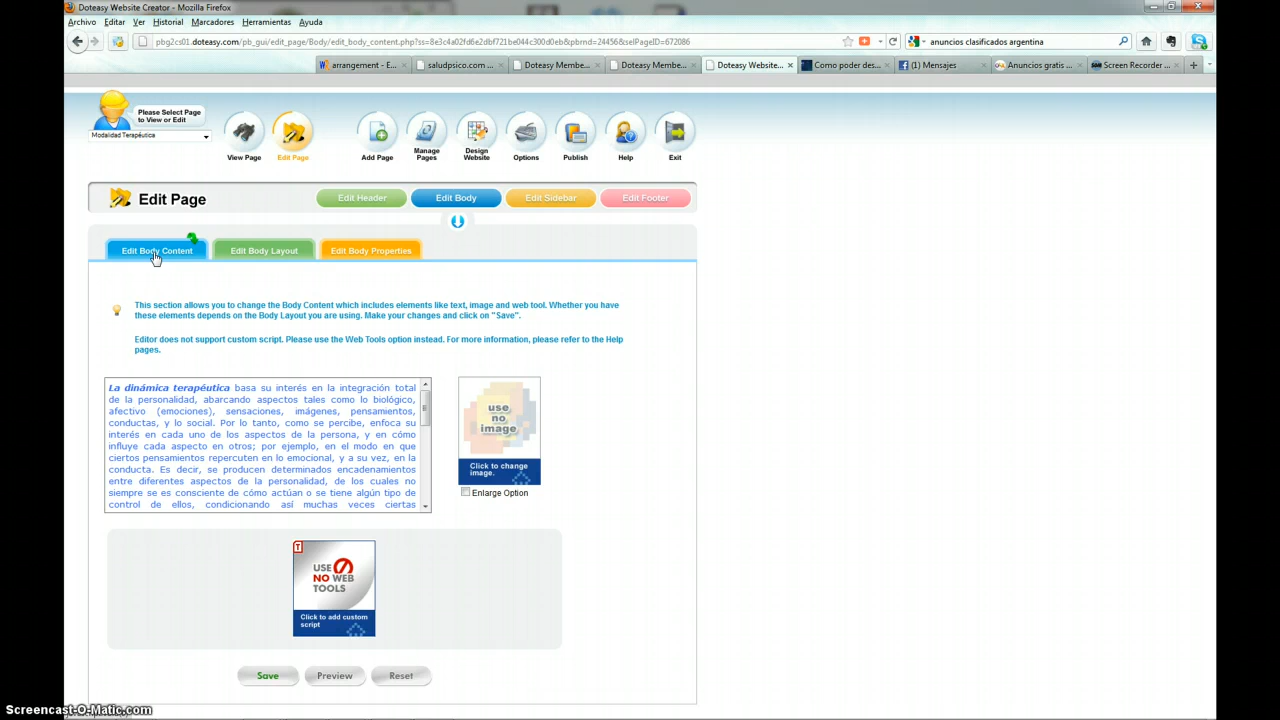 Doteasy Website Creator - Mozilla Firefox
Archivo Editar Ver Historial Marcadores Herramientas Ayuda
pbg2cs01.doteasy.com/pb_gui/edit_page/Body/edit_body_content.php?ss=8e3c4a02fd6e2dbf721be044c300d0eb&pbrnd=24456&selPageID=672086
anuncios clasificados argentina
arrangement - E...
saludpsico.com ...
Doteasy Membe...
Doteasy Membe...
Doteasy Website...
Como poder des...
(1) Mensajes
Anuncios gratis ...
Screen Recorder ...
Please Select Page
to View or Edit
Modalidad Terapéutica
View Page
Edit Page
Add Page
Manage
Pages
Design
Website
Options
Publish
Help
Exit
Edit Page
Edit Header
Edit Body
Edit Sidebar
Edit Footer
Edit Body Content
Edit Body Layout
Edit Body Properties
This section allows you to change the Body Content which includes elements like text, image and web tool. Whether you have
these elements depends on the Body Layout you are using. Make your changes and click on "Save".
Editor does not support custom script. Please use the Web Tools option instead. For more information, please refer to the Help
pages.
La dinámica terapéutica basa su interés en la integración total
de la personalidad, abarcando aspectos tales como lo biológico,
afectivo (emociones), sensaciones, imágenes, pensamientos,
conductas, y lo social. Por lo tanto, como se percibe, enfoca su
interés en cada uno de los aspectos de la persona, y en cómo
influye cada aspecto en otros; por ejemplo, en el modo en que
ciertos pensamientos repercuten en lo emocional, y a su vez, en la
conducta. Es decir, se producen determinados encadenamientos
entre diferentes aspectos de la personalidad, de los cuales no
siempre se es consciente de cómo actúan o se tiene algún tipo de
control de ellos, condicionando así muchas veces ciertas
use
no
image
Click to change
image.
Enlarge Option
T
USE
NO WEB
TOOLS
Click to add custom
script
Save
Preview
Reset
Screencast-O-Matic.com